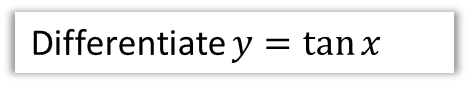 Differentiate y = tan x